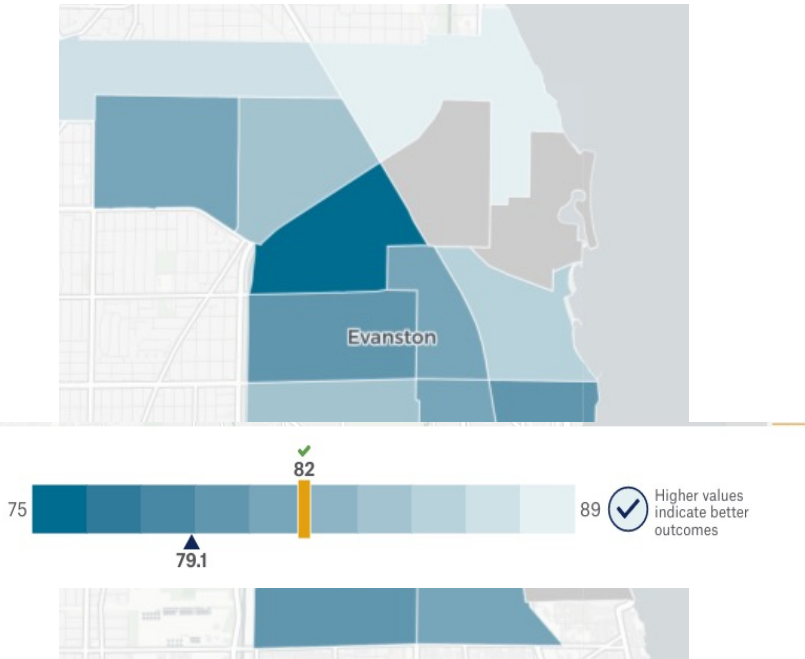 Evanston
82
75
89
Higher values
indicate better
outcomes
79.1